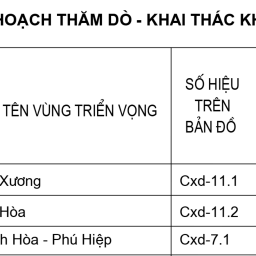 HOẠCH THĂM DÒ - KHAI THÁC KH
TÊN VÙNG TRIỂN VỌNG
SỐ HIỆU
TRÊN
BẢN ĐỒ
Xương
Cxd-11.1
Hòa
Cxd-11.2
h Hòa - Phú Hiệp
Cxd-7.1